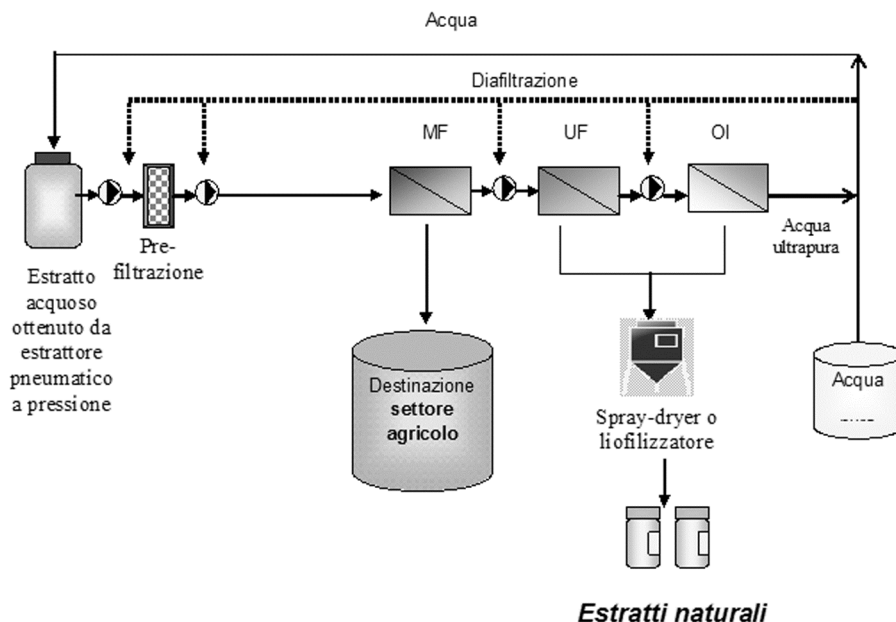 Acqua
Diafiltrazione
MF
UF
OI
Pre-
filtrazione
Acqua
ultrapura
Estratto
acquoso
ottenuto da
estrattore
pneumatico
a pressione
Destinazione
settore
agricolo
Spray-dryer o
liofilizzatore
Acqua
Estratti naturali